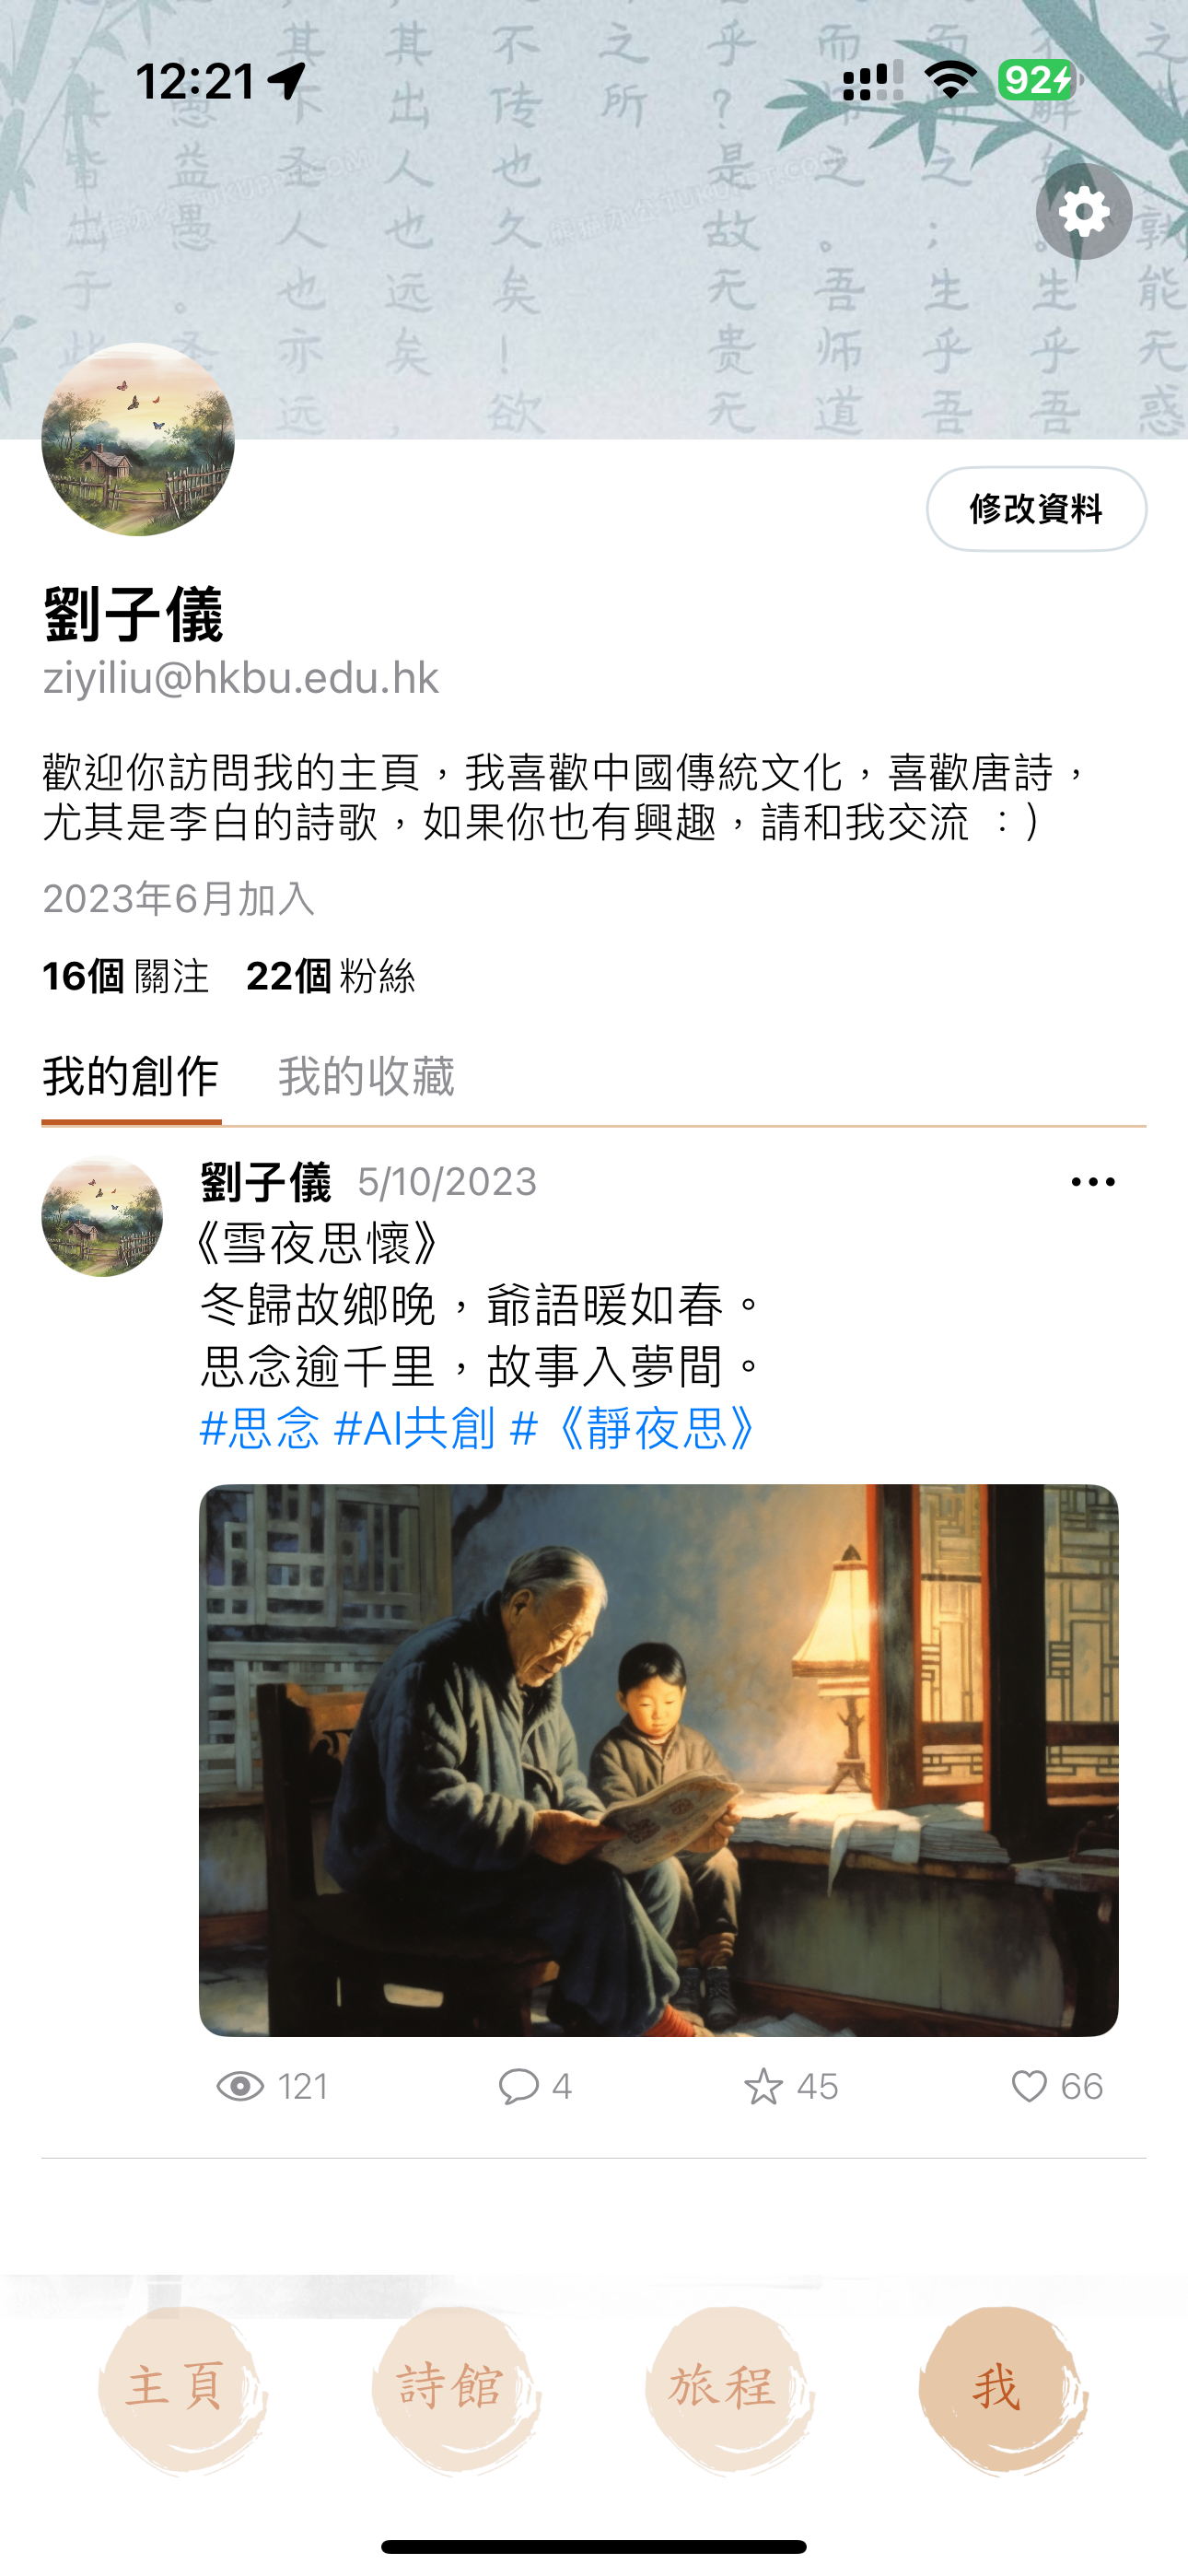 12:21
92
修改資料
劉子儀
ziyiliu@hkbu.edu.hk
歡迎你訪問我的主頁，我喜歡中國傳統文化，喜歡唐詩，
尤其是李白的詩歌，如果你也有興趣，請和我交流 ：)
2023年6月加入
16個 關注 22個 粉絲
我的創作 我的收藏
劉子儀 5/10/2023
《雪夜思懷》
冬歸故鄉晚，爺語暖如春。
思念逾千里，故事入夢間。
#思念 #AI共創 #《靜夜思》
121 4 45 66
主頁 詩館 旅程 我